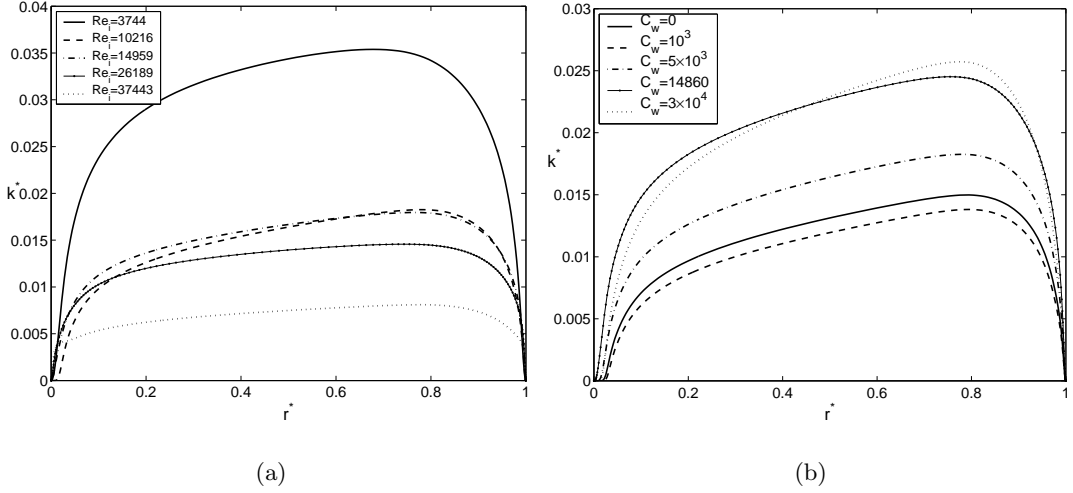 0.04
0.035
0.03
0.025
0.02
k*
0.015
0.01
0.005
0
0
0.2
0.4
0.6
0.8
1
r*
Re_i=3744
Re_i=10216
Re_i=14959
Re_i=26189
Re_i=37443
(a)
0.03
0.025
0.02
k*
0.015
0.01
0.005
0
0
0.2
0.4
0.6
0.8
1
r*
C_w=0
C_w=10^3
C_w=5×10^3
C_w=14860
C_w=3×10^4
(b)